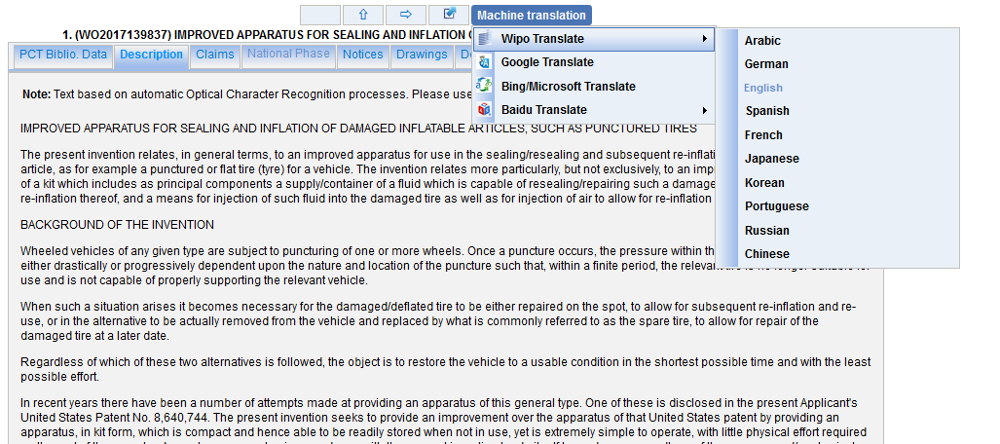 Machine translation
1. (WO2017139837) IMPROVED APPARATUS FOR SEALING AND INFLATION
Wipo Translate
Google Translate
Bing/Microsoft Translate
Baidu Translate
Arabic
German
English
Spanish
French
Japanese
Korean
Portuguese
Russian
Chinese
PCT Biblio. Data Description Claims National Phase Notices Drawings
Note: Text based on automatic Optical Character Recognition processes. Please use
IMPROVED APPARATUS FOR SEALING AND INFLATION OF DAMAGED INFLATABLE ARTICLES, SUCH AS PUNCTURED TIRES
The present invention relates, in general terms, to an improved apparatus for use in the sealing/resealing and subsequent re-inflati
article, as for example a punctured or flat tire (tyre) for a vehicle. The invention relates more particularly, but not exclusively, to an imp
of a kit which includes as principal components a supply/container of a fluid which is capable of resealing/repairing such a damage
re-inflation thereof, and a means for injection of such fluid into the damaged tire as well as for injection of air to allow for re-inflation
BACKGROUND OF THE INVENTION
Wheeled vehicles of any given type are subject to puncturing of one or more wheels. Once a puncture occurs, the pressure within th
either drastically or progressively dependent upon the nature and location of the puncture such that, within a finite period, the relevant tire is no longer suitable for
use and is not capable of properly supporting the relevant vehicle.
When such a situation arises it becomes necessary for the damaged/deflated tire to be either repaired on the spot, to allow for subsequent re-inflation and re-
use, or in the alternative to be actually removed from the vehicle and replaced by what is commonly referred to as the spare tire, to allow for repair of the
damaged tire at a later date.
Regardless of which of these two alternatives is followed, the object is to restore the vehicle to a usable condition in the shortest possible time and with the least
possible effort.
In recent years there have been a number of attempts made at providing an apparatus of this general type. One of these is disclosed in the present Applicant's
United States Patent No. 8,640,744. The present invention seeks to provide an improvement over the apparatus of that United States patent by providing an
apparatus, in kit form, which is compact and hence able to be readily stored when not in use, yet is extremely simple to operate, with little physical effort required